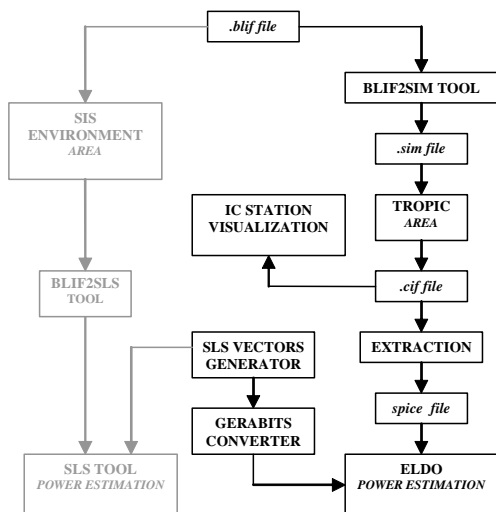 .blif file
BLIF2SIM TOOL
SIS
ENVIRONMENT
AREA
.sim file
TROPIC
AREA
IC STATION
VISUALIZATION
BLIF2SLS
TOOL
.cif file
SLS VECTORS
GENERATOR
EXTRACTION
GERABITS
CONVERTER
spice file
SLS TOOL
POWER ESTIMATION
ELDO
POWER ESTIMATION